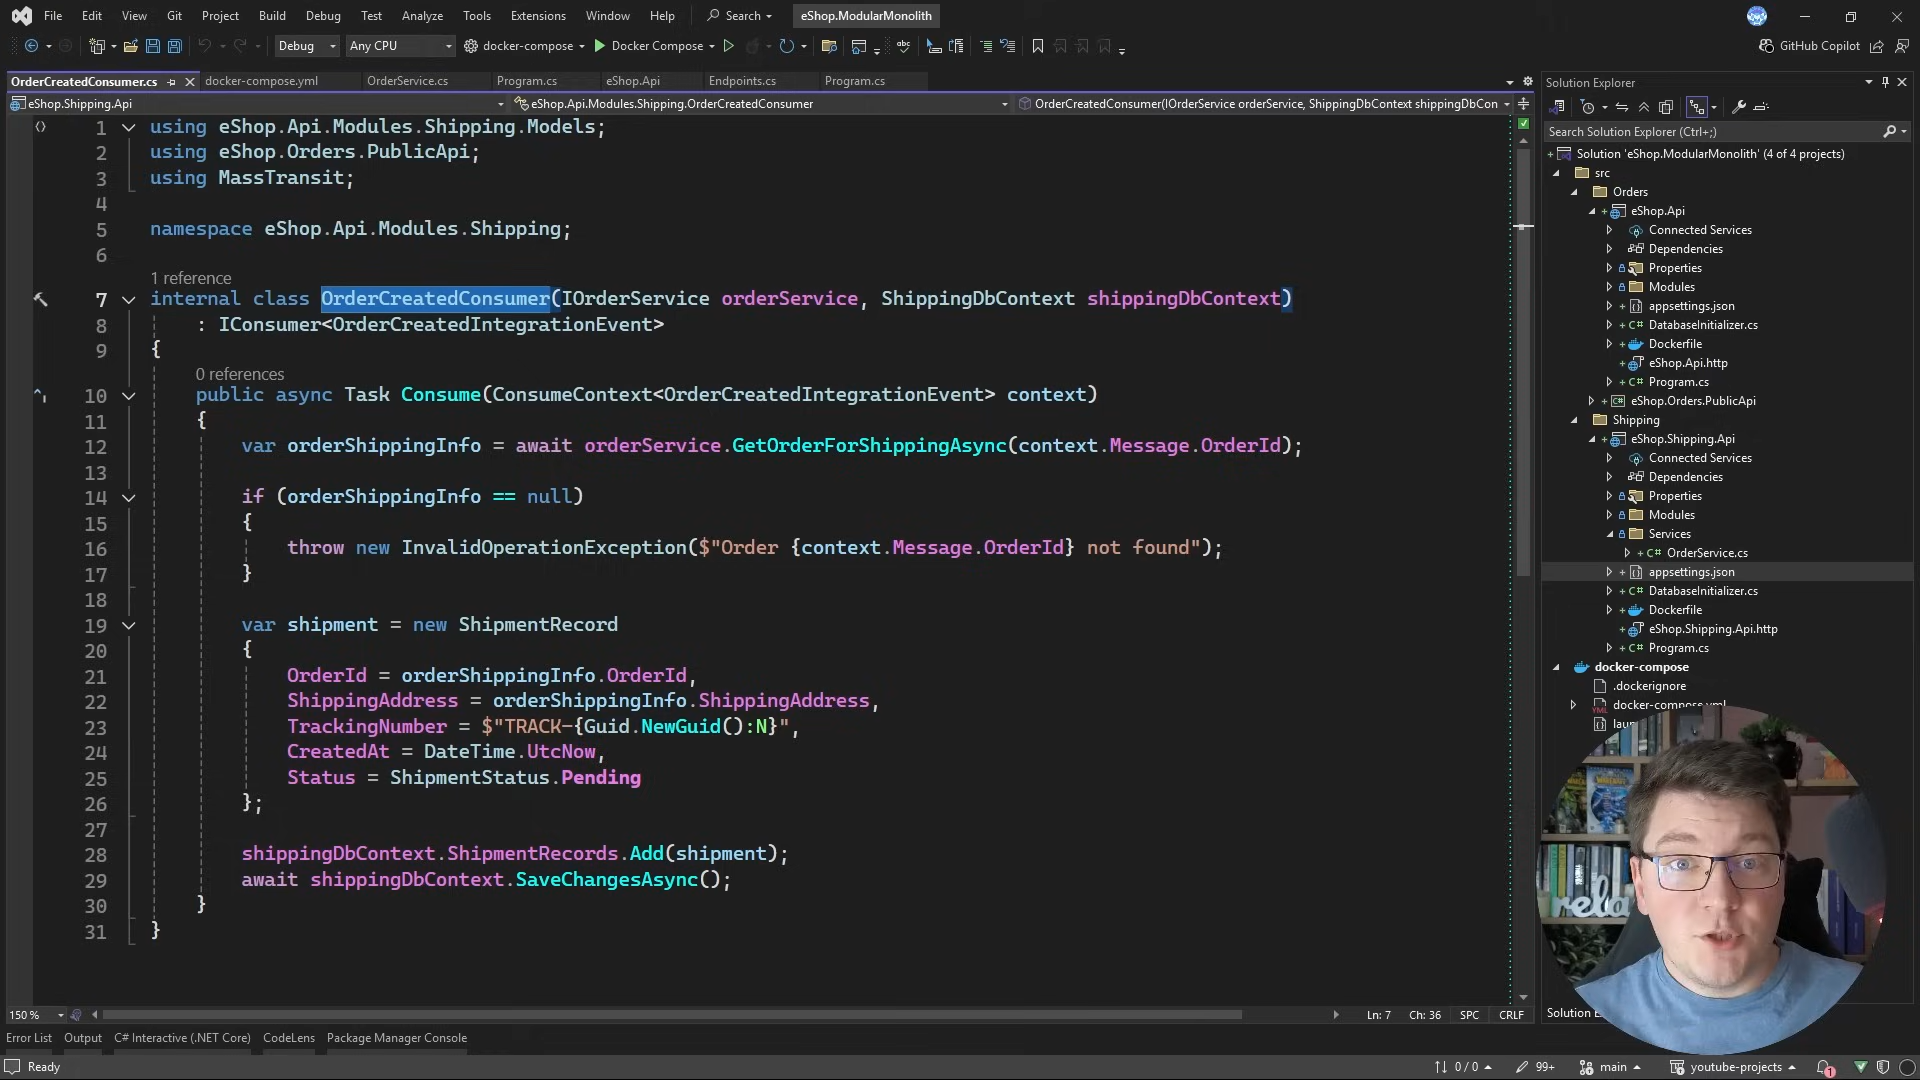 File Edit View Git Project Build Debug Test Analyze Tools Extensions Window Help Search eShop.ModularMonolith
Debug Any CPU docker-compose Docker Compose GitHub Copilot
OrderCreatedConsumer.cs docker-compose.yml OrderService.cs Program.cs eShop.Api Endpoints.cs Program.cs
eShop.Shipping.Api eShop.Api.Modules.Shipping.OrderCreatedConsumer OrderCreatedConsumer(IOrderService orderService, ShippingDbContext shippingDbCon
1 using eShop.Api.Modules.Shipping.Models;
2 using eShop.Orders.PublicApi;
3 using MassTransit;
4
5 namespace eShop.Api.Modules.Shipping;
6
1 reference
7 internal class OrderCreatedConsumer(IOrderService orderService, ShippingDbContext shippingDbContext)
8 : IConsumer<OrderCreatedIntegrationEvent>
9 {
0 references
10 public async Task Consume(ConsumeContext<OrderCreatedIntegrationEvent> context)
11 {
12 var orderShippingInfo = await orderService.GetOrderForShippingAsync(context.Message.OrderId);
13
14 if (orderShippingInfo == null)
15 {
16 throw new InvalidOperationException($"Order {context.Message.OrderId} not found");
17 }
18
19 var shipment = new ShipmentRecord
20 {
21 OrderId = orderShippingInfo.OrderId,
22 ShippingAddress = orderShippingInfo.ShippingAddress,
23 TrackingNumber = $"TRACK-{Guid.NewGuid():N}",
24 CreatedAt = DateTime.UtcNow,
25 Status = ShipmentStatus.Pending
26 };
27
28 shippingDbContext.ShipmentRecords.Add(shipment);
29 await shippingDbContext.SaveChangesAsync();
30 }
31 }
150 % Ln: 7 Ch: 36 SPC CRLF
Solution Explorer
Search Solution Explorer (Ctrl+;)
Solution 'eShop.ModularMonolith' (4 of 4 projects)
src
Orders
eShop.Api
Connected Services
Dependencies
Properties
Modules
appsettings.json
C# DatabaseInitializer.cs
Dockerfile
eShop.Api.http
C# Program.cs
C# eShop.Orders.PublicApi
Shipping
eShop.Shipping.Api
Connected Services
Dependencies
Properties
Modules
Services
C# OrderService.cs
appsettings.json
C# DatabaseInitializer.cs
Dockerfile
eShop.Shipping.Api.http
C# Program.cs
docker-compose
.dockerignore
docker-compose.yml
Error List Output C# Interactive (.NET Core) CodeLens Package Manager Console
Ready 0 / 0 99+ main youtube-projects 1